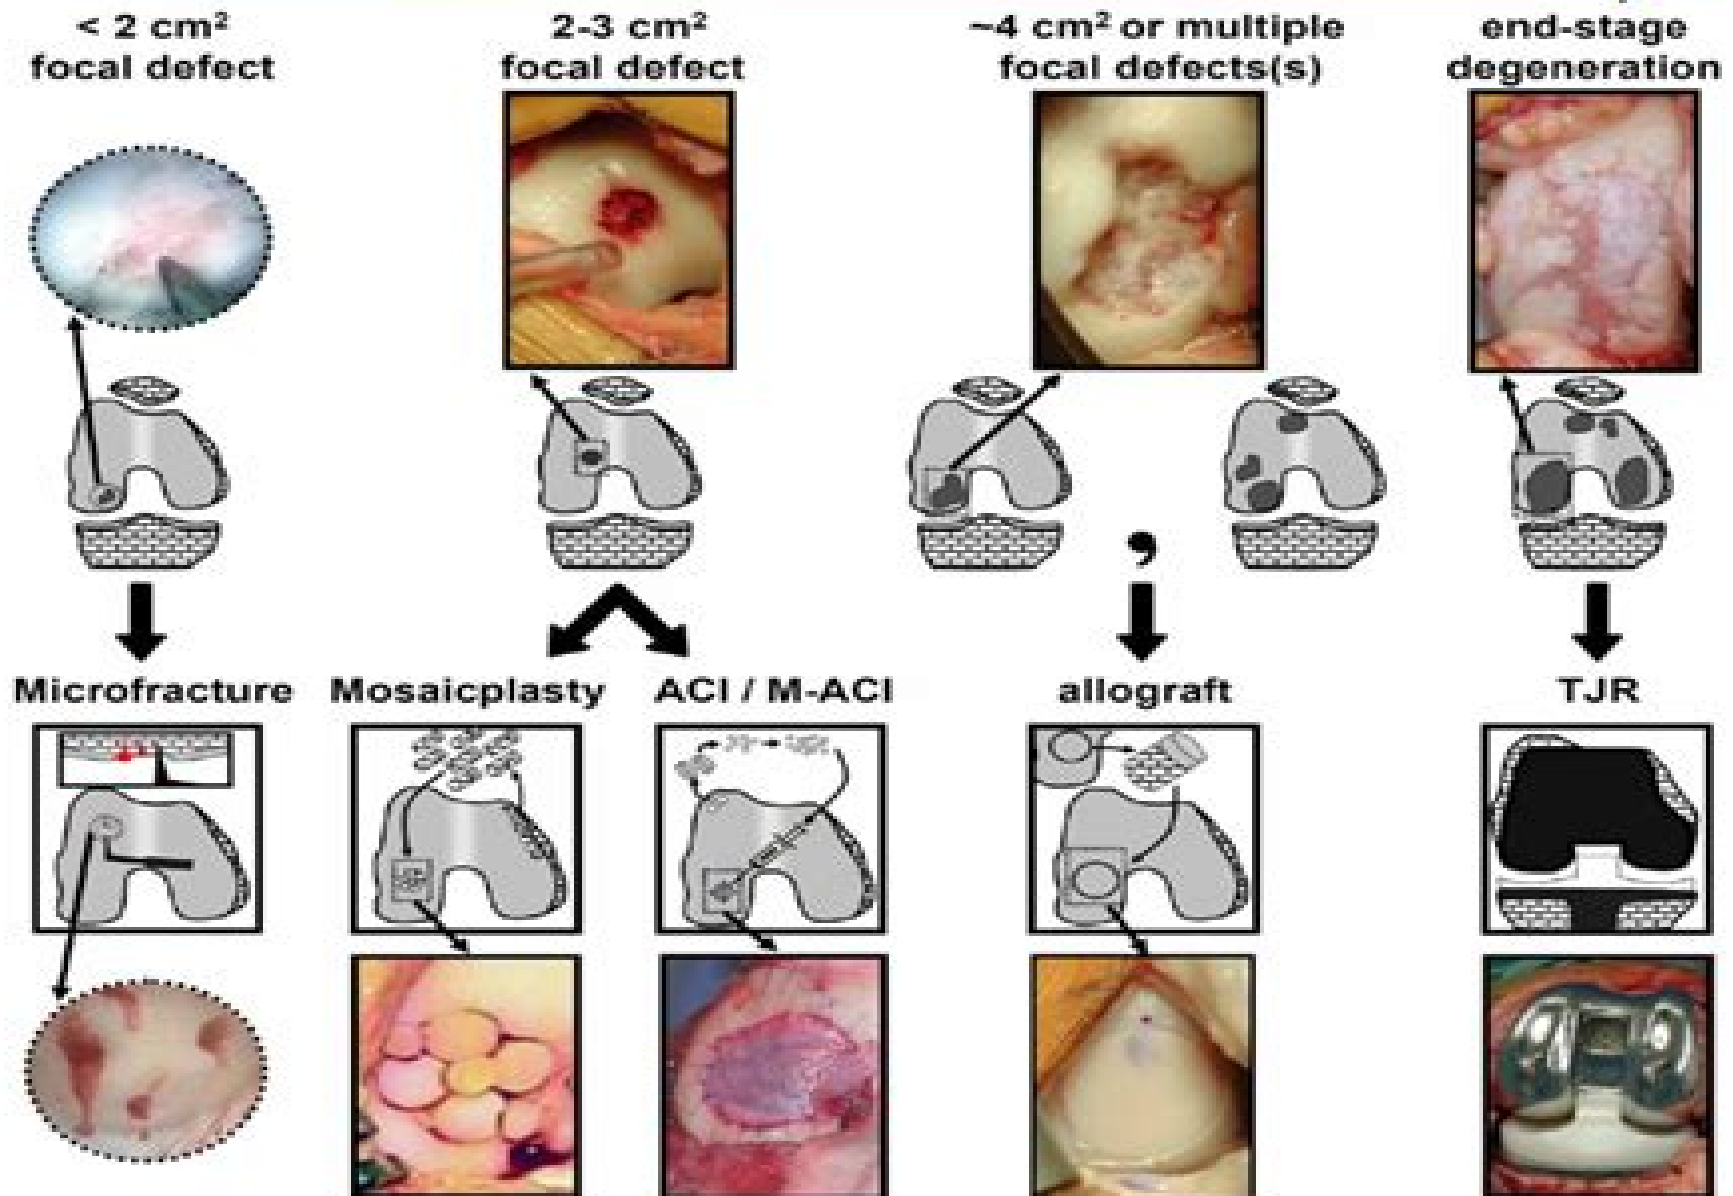 < 2 cm²
focal defect
2-3 cm²
focal defect
~4 cm² or multiple
focal defects(s)
end-stage
degeneration
,
Microfracture
Mosaicplasty
ACI / M-ACI
allograft
TJR